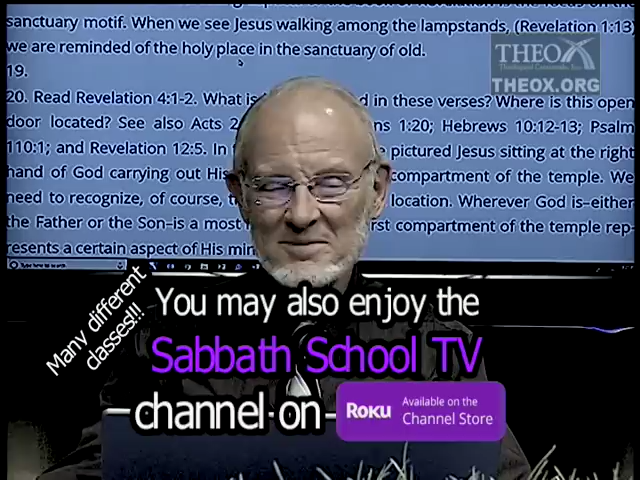 sanctuary motif. When we see Jesus walking among the lampstands, (Revelation 1:13)
we are reminded of the holy place in the sanctuary of old.
19.
20. Read Revelation 4:1-2. What is d in these verses? Where is this open
door located? See also Acts 2 ns 1:20; Hebrews 10:12-13; Psalm
110:1; and Revelation 12:5. In pictured Jesus sitting at the right
hand of God carrying out His compartment of the temple. We
need to recognize, of course, location. Wherever God is–either
the Father or the Son–is a most rst compartment of the temple rep-
resents a certain aspect of His min
THEOX
THEOX.ORG
Many different
classes!!!
You may also enjoy the
Sabbath School TV
channel on
Roku
Available on the
Channel Store